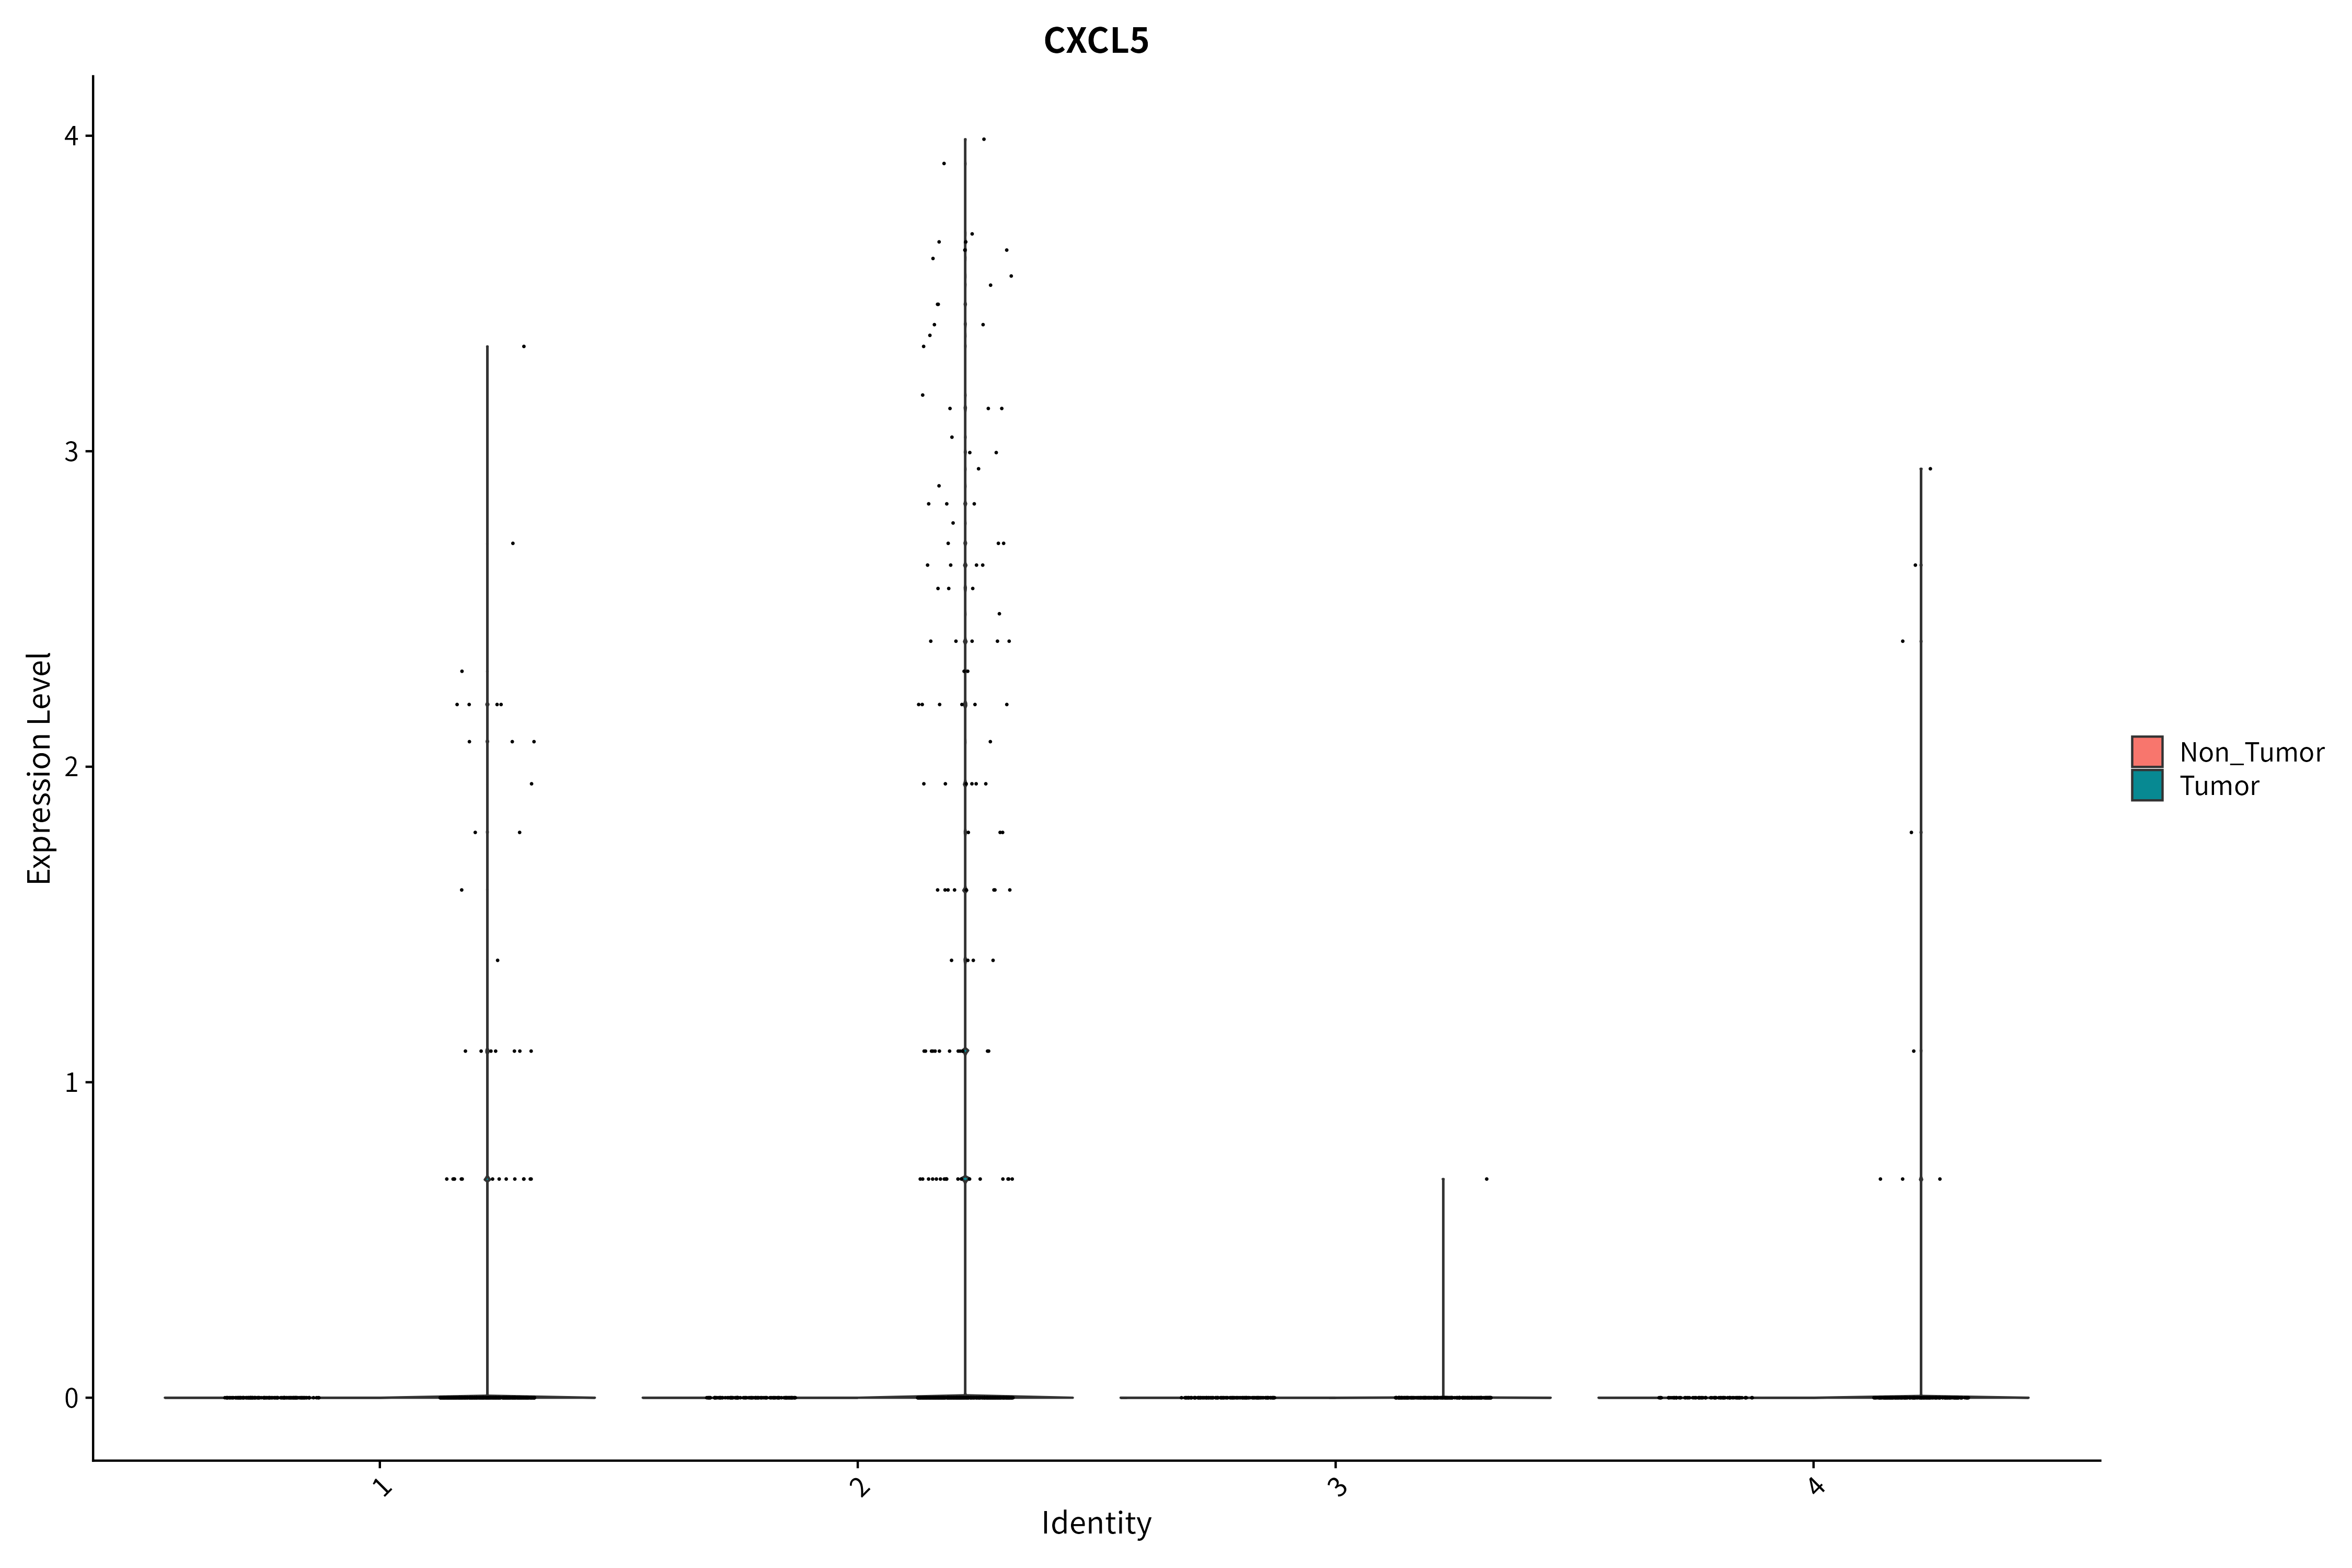 CXCL5
4
3
2
1
0
Expression Level
1
2
3
4
Identity
Non_Tumor
Tumor